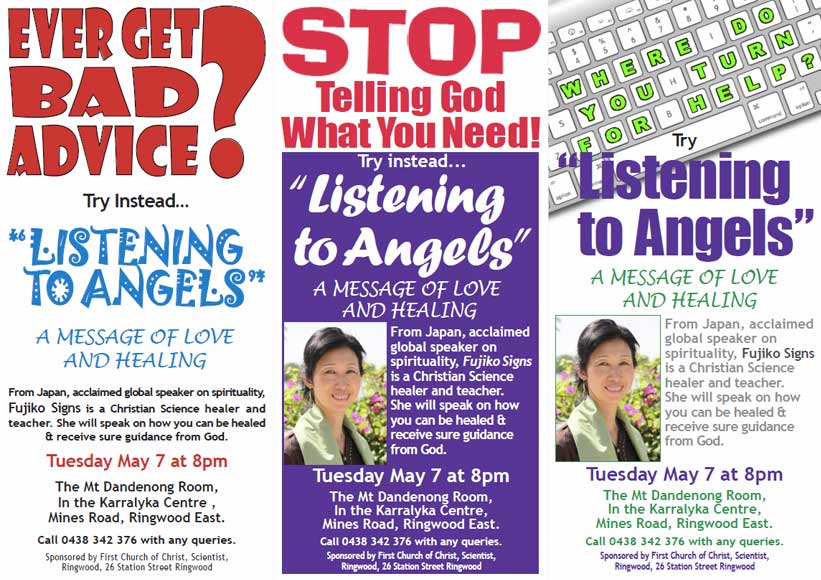 EVER GET
BAD
ADVICE?
Try Instead...
"LISTENING
TO ANGELS"
A MESSAGE OF LOVE
AND HEALING
From Japan, acclaimed global speaker on spirituality,
Fujiko Signs is a Christian Science healer and
teacher. She will speak on how you can be healed
& receive sure guidance from God.
Tuesday May 7 at 8pm
The Mt Dandenong Room,
In the Karralyka Centre ,
Mines Road, Ringwood East.
Call 0438 342 376 with any queries.
Sponsored by First Church of Christ, Scientist,
Ringwood, 26 Station Street Ringwood
STOP
Telling God
What You Need!
Try instead...
"Listening
to Angels"
A MESSAGE OF LOVE
AND HEALING
From Japan, acclaimed
global speaker on
spirituality, Fujiko Signs
is a Christian Science
healer and teacher.
She will speak on how
you can be healed &
receive sure guidance
from God.
Tuesday May 7 at 8pm
The Mt Dandenong Room,
In the Karralyka Centre,
Mines Road, Ringwood East.
Call 0438 342 376 with any queries.
Sponsored by First Church of Christ, Scientist,
Ringwood, 26 Station Street Ringwood
WHERE DO
YOU TURN
FOR HELP?
command
option
Try
"Listening
to Angels"
A MESSAGE OF LOVE
AND HEALING
From Japan, acclaimed
global speaker on
spirituality, Fujiko Signs
is a Christian Science
healer and teacher.
She will speak on how
you can be healed &
receive sure guidance
from God.
Tuesday May 7 at 8pm
The Mt Dandenong Room,
In the Karralyka Centre,
Mines Road, Ringwood East.
Call 0438 342 376 with any queries.
Sponsored by First Church of Christ, Scientist,
Ringwood, 26 Station Street Ringwood